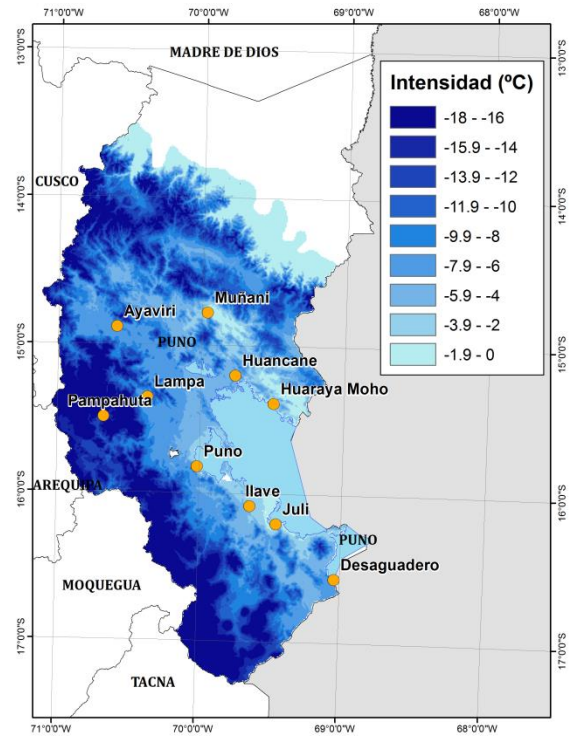 71°0'0"W 70°0'0"W 69°0'0"W 68°0'0"W
13°0'0"S
13°0'0"S
MADRE DE DIOS
Intensidad (ºC)
-18 - -16
-15.9 - -14
-13.9 - -12
-11.9 - -10
-9.9 - -8
-7.9 - -6
-5.9 - -4
-3.9 - -2
-1.9 - 0
CUSCO
14°0'0"S
14°0'0"S
Muñani
Ayaviri
PUNO
15°0'0"S
15°0'0"S
Huancane
Lampa
Huaraya Moho
Pampahuta
Puno
AREQUIPA
16°0'0"S
16°0'0"S
Ilave
Juli
PUNO
Desaguadero
MOQUEGUA
17°0'0"S
17°0'0"S
TACNA
71°0'0"W 70°0'0"W 69°0'0"W 68°0'0"W